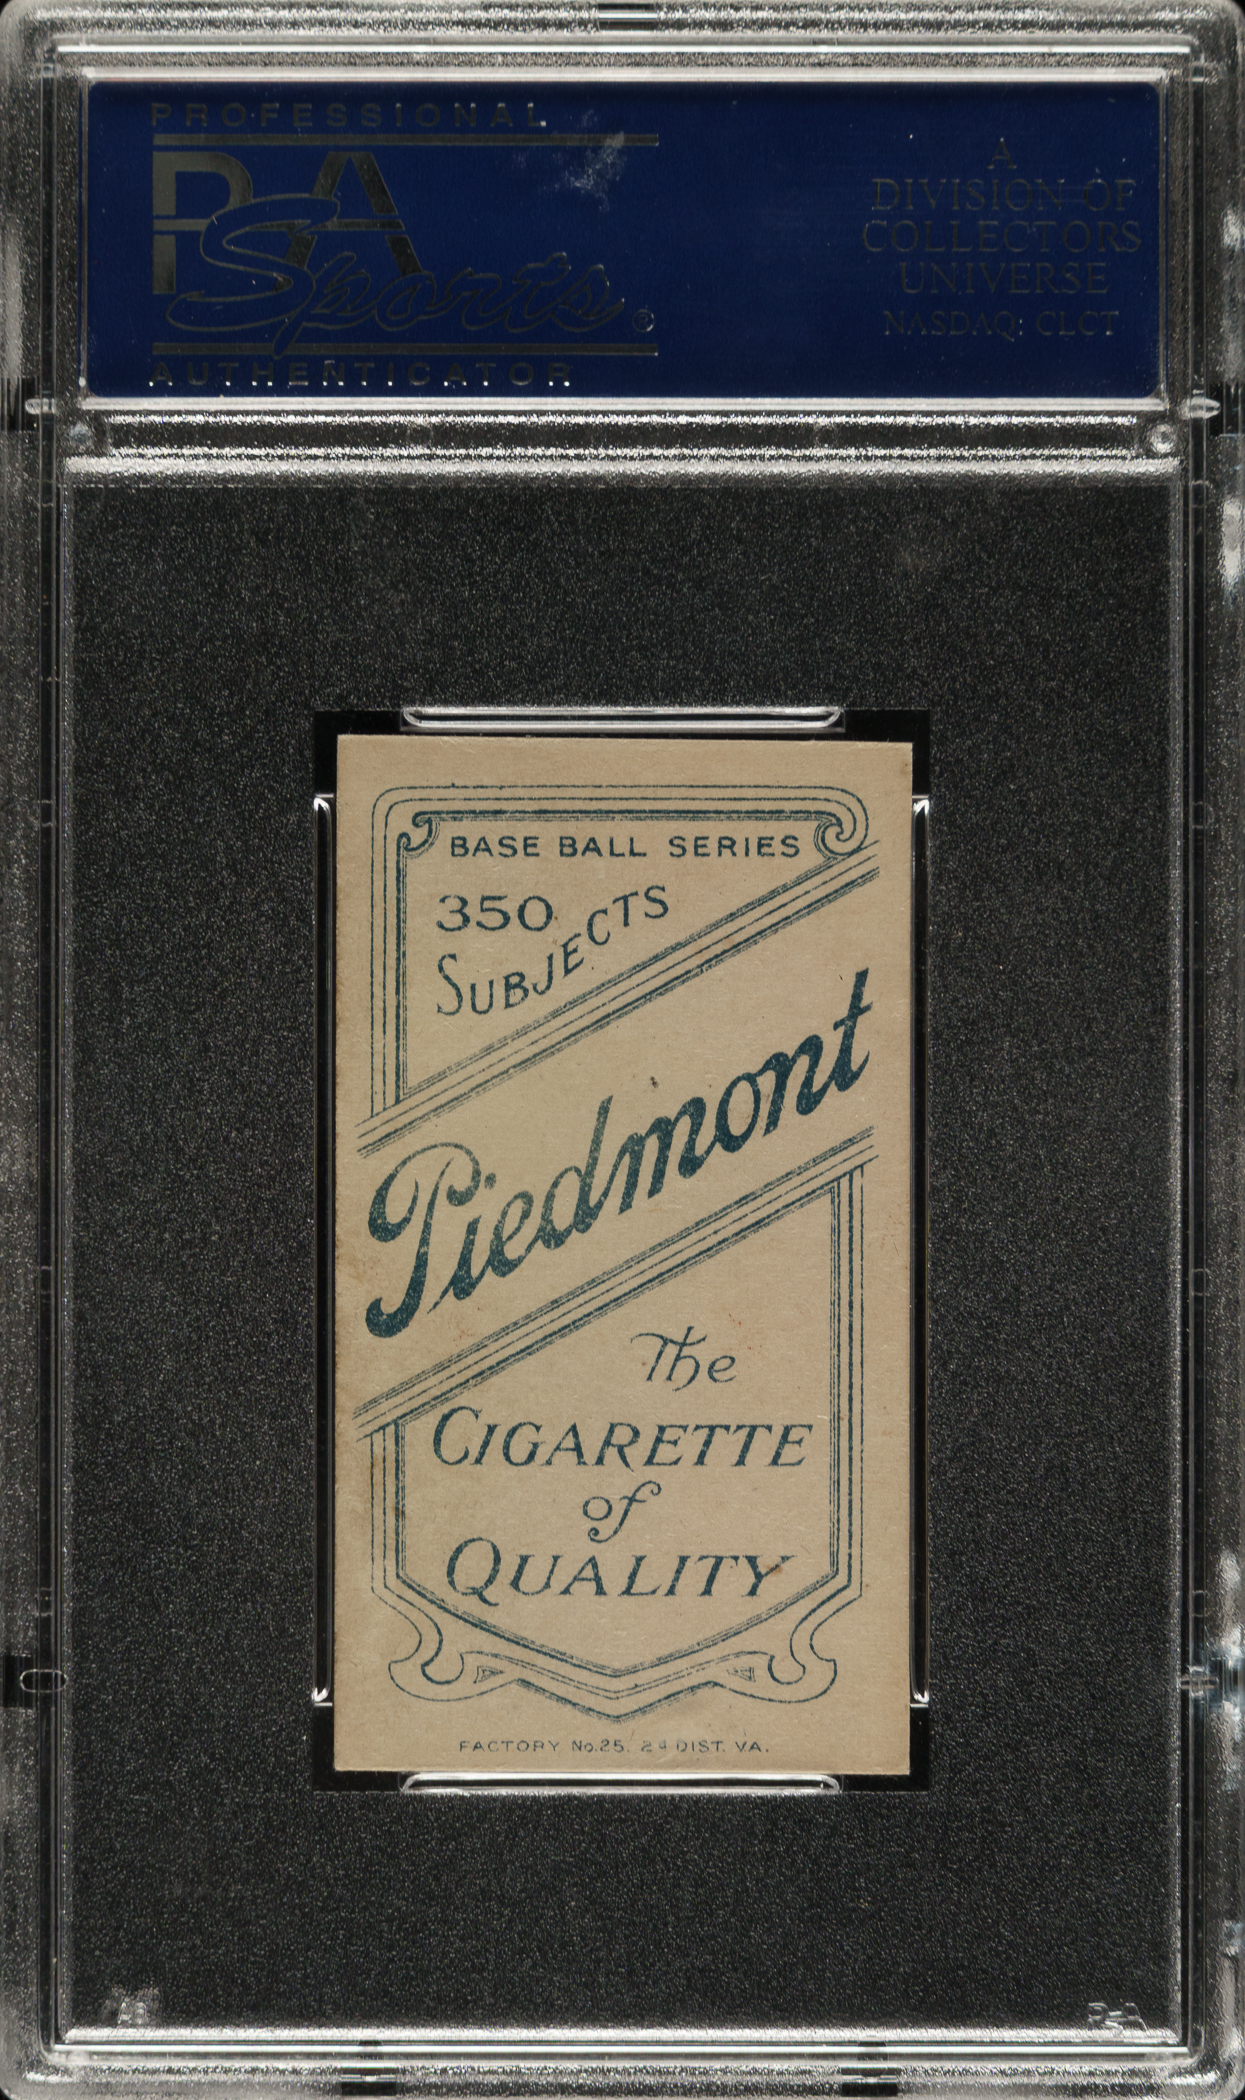 PROFESSIONAL
PSA
Sports®
AUTHENTICATOR
A
DIVISION OF
COLLECTORS
UNIVERSE
NASDAQ: CLCT
BASE BALL SERIES
350
SUBJECTS
Piedmont
The
CIGARETTE
of
QUALITY
FACTORY No.25. 2d DIST. VA.
PSA